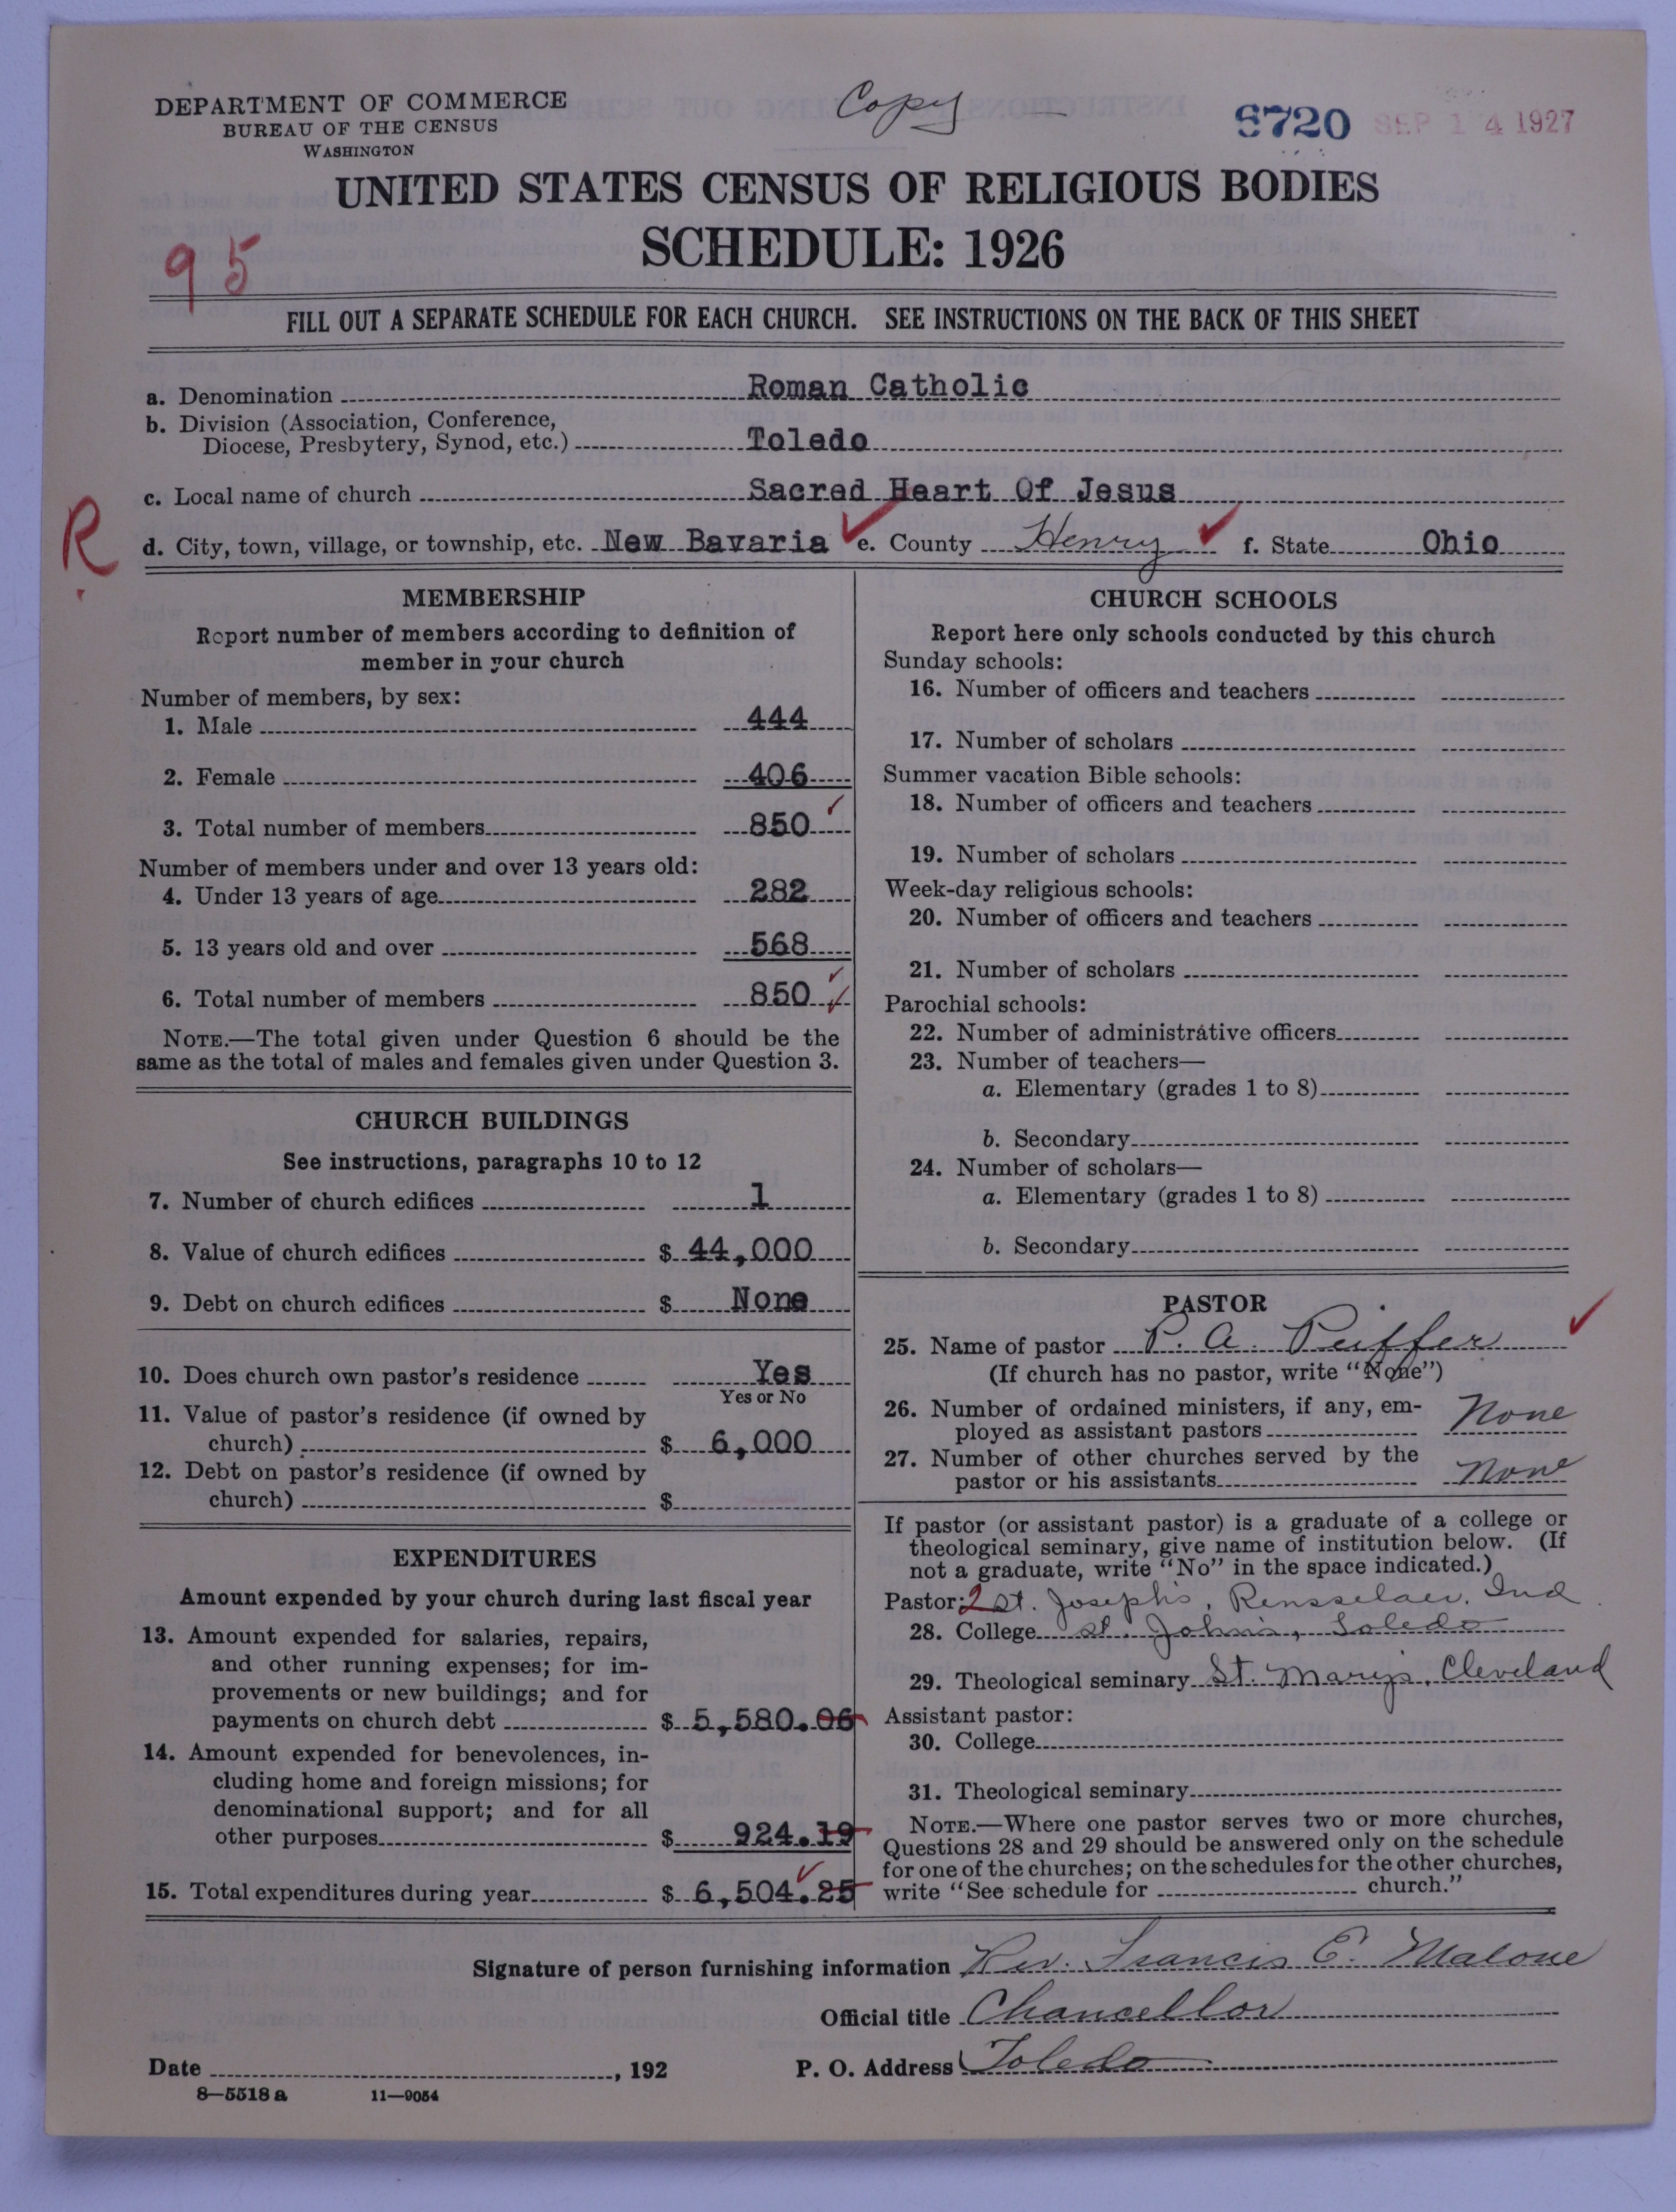 DEPARTMENT OF COMMERCE
BUREAU OF THE CENSUS
WASHINGTON
Copy
8720 SEP 14 1927
UNITED STATES CENSUS OF RELIGIOUS BODIES
SCHEDULE: 1926
95
FILL OUT A SEPARATE SCHEDULE FOR EACH CHURCH. SEE INSTRUCTIONS ON THE BACK OF THIS SHEET
a. Denomination Roman Catholic
b. Division (Association, Conference,
Diocese, Presbytery, Synod, etc.) Toledo
c. Local name of church Sacred Heart Of Jesus
R
d. City, town, village, or township, etc. New Bavaria e. County Henry f. State Ohio
MEMBERSHIP
Report number of members according to definition of
member in your church
Number of members, by sex:
1. Male 444
2. Female 406
3. Total number of members 850
Number of members under and over 13 years old:
4. Under 13 years of age 282
5. 13 years old and over 568
6. Total number of members 850
NOTE.—The total given under Question 6 should be the
same as the total of males and females given under Question 3.
CHURCH BUILDINGS
See instructions, paragraphs 10 to 12
7. Number of church edifices 1
8. Value of church edifices $ 44,000
9. Debt on church edifices $ None
10. Does church own pastor's residence Yes
Yes or No
11. Value of pastor's residence (if owned by
church) $ 6,000
12. Debt on pastor's residence (if owned by
church) $
EXPENDITURES
Amount expended by your church during last fiscal year
13. Amount expended for salaries, repairs,
and other running expenses; for im-
provements or new buildings; and for
payments on church debt $ 5,580.06
14. Amount expended for benevolences, in-
cluding home and foreign missions; for
denominational support; and for all
other purposes $ 924.19
15. Total expenditures during year $ 6,504.25
CHURCH SCHOOLS
Report here only schools conducted by this church
Sunday schools:
16. Number of officers and teachers
17. Number of scholars
Summer vacation Bible schools:
18. Number of officers and teachers
19. Number of scholars
Week-day religious schools:
20. Number of officers and teachers
21. Number of scholars
Parochial schools:
22. Number of administrative officers
23. Number of teachers—
a. Elementary (grades 1 to 8)
b. Secondary
24. Number of scholars—
a. Elementary (grades 1 to 8)
b. Secondary
PASTOR
25. Name of pastor P. A. Puffer
(If church has no pastor, write "None")
26. Number of ordained ministers, if any, em-
ployed as assistant pastors None
27. Number of other churches served by the
pastor or his assistants None
If pastor (or assistant pastor) is a graduate of a college or
theological seminary, give name of institution below. (If
not a graduate, write "No" in the space indicated.)
Pastor: 2 St. Joseph's, Rensselaer, Ind
28. College St. John's, Toledo
29. Theological seminary St. Mary's, Cleveland
Assistant pastor:
30. College
31. Theological seminary
NOTE.—Where one pastor serves two or more churches,
Questions 28 and 29 should be answered only on the schedule
for one of the churches; on the schedules for the other churches,
write "See schedule for church."
Signature of person furnishing information Rev. Francis E. Malone
Official title Chancellor
Date , 192 P. O. Address Toledo
8—5518 a 11—9054